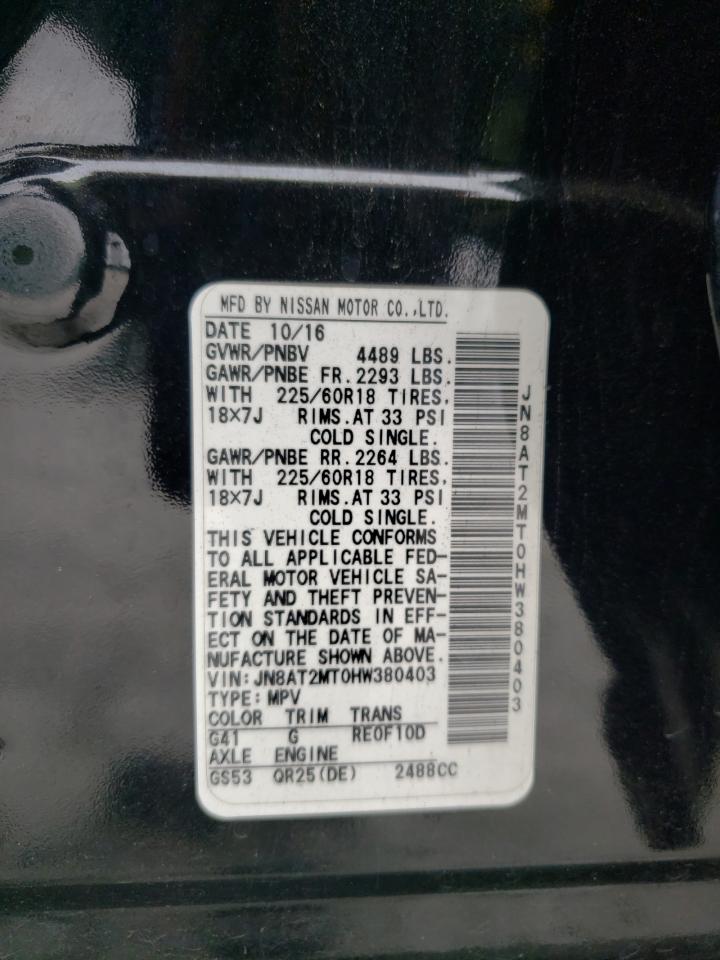 MFD BY NISSAN MOTOR CO.,LTD.
DATE 10/16
GVWR/PNBV 4489 LBS.
GAWR/PNBE FR. 2293 LBS.
WITH 225/60R18 TIRES.
18×7J RIMS. AT 33 PSI
COLD SINGLE.
GAWR/PNBE RR. 2264 LBS.
WITH 225/60R18 TIRES,
18×7J RIMS. AT 33 PSI
COLD SINGLE.
THIS VEHICLE CONFORMS
TO ALL APPLICABLE FED-
ERAL MOTOR VEHICLE SA-
FETY AND THEFT PREVEN-
TION STANDARDS IN EFF-
ECT ON THE DATE OF MA-
NUFACTURE SHOWN ABOVE.
VIN: JN8AT2MT0HW380403
TYPE: MPV
COLOR TRIM TRANS
G41 G RE0F10D
AXLE ENGINE
GS53 QR25(DE) 2488CC
JN8AT2MT0HW380403